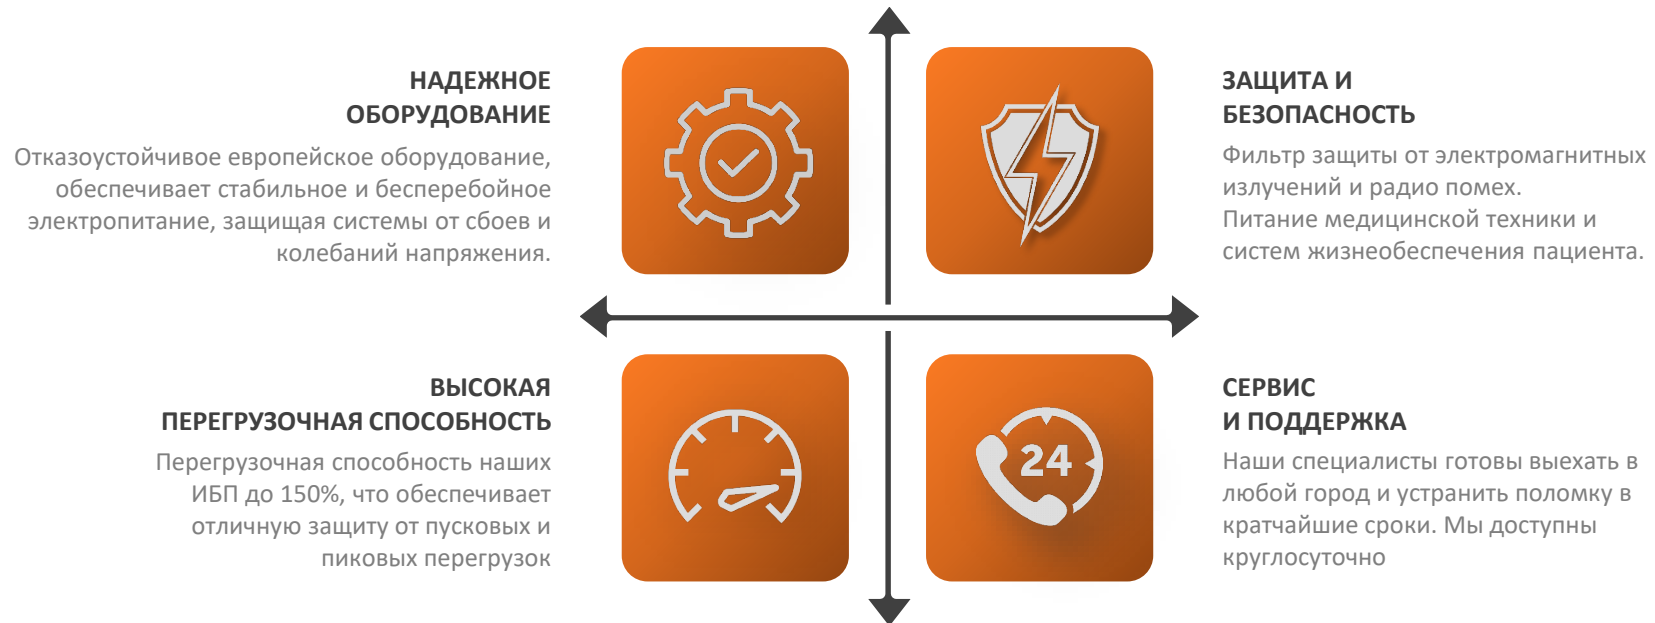 НАДЕЖНОЕ
ОБОРУДОВАНИЕ
Отказоустойчивое европейское оборудование,
обеспечивает стабильное и бесперебойное
электропитание, защищая системы от сбоев и
колебаний напряжения.
ЗАЩИТА И
БЕЗОПАСНОСТЬ
Фильтр защиты от электромагнитных
излучений и радио помех.
Питание медицинской техники и
систем жизнеобеспечения пациента.
ВЫСОКАЯ
ПЕРЕГРУЗОЧНАЯ СПОСОБНОСТЬ
Перегрузочная способность наших
ИБП до 150%, что обеспечивает
отличную защиту от пусковых и
пиковых перегрузок
24
СЕРВИС
И ПОДДЕРЖКА
Наши специалисты готовы выехать в
любой город и устранить поломку в
кратчайшие сроки. Мы доступны
круглосуточно